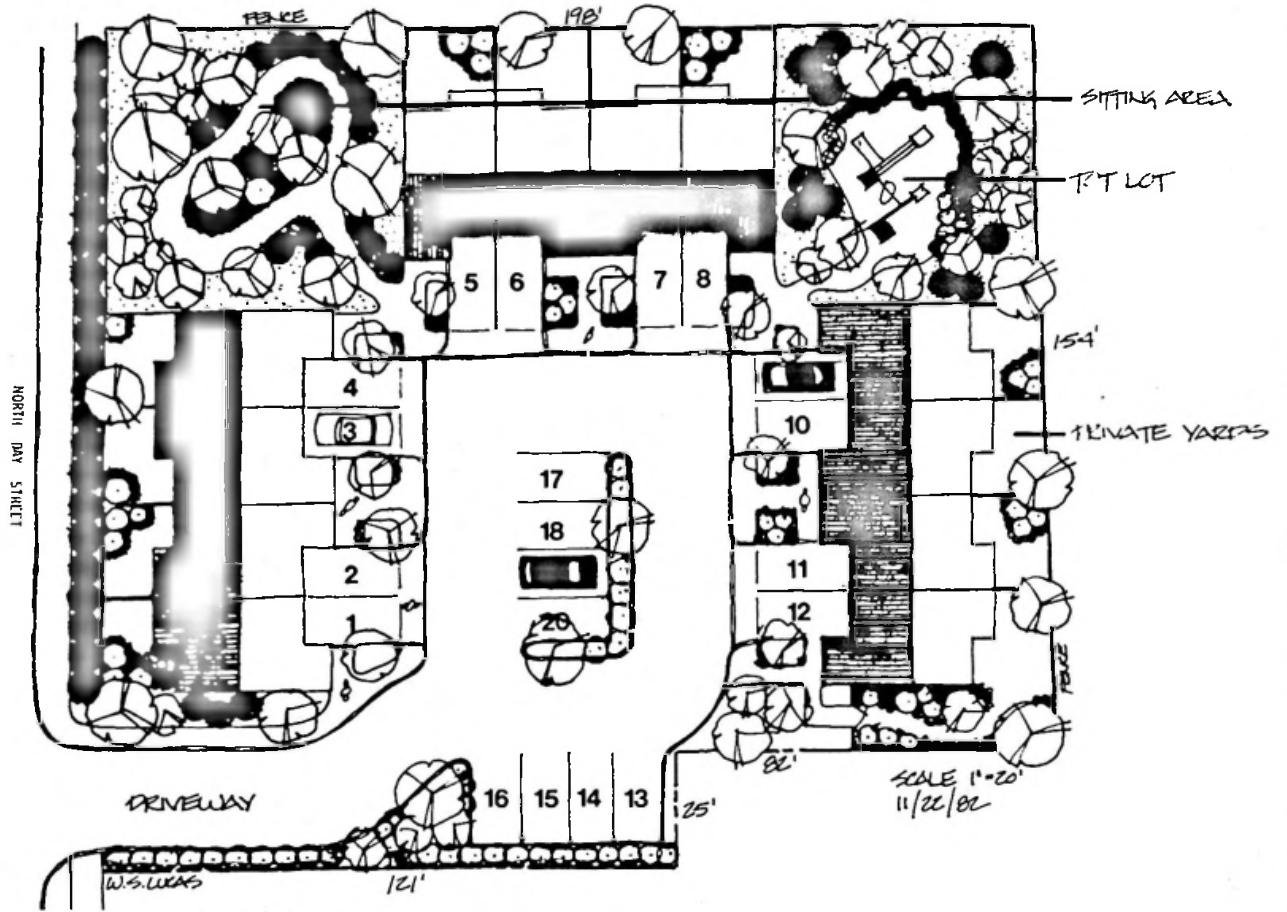 FENCE
198'
SITTING AREA
TOT LOT
5 6 7 8
154'
4
3
10
PRIVATE YARDS
17
18
NORTH DAY STREET
2
11
1
20
12
FENCE
82'
SCALE 1"=20'
11/22/82
DRIVEWAY
16 15 14 13
25'
W.S. LUCAS
121'